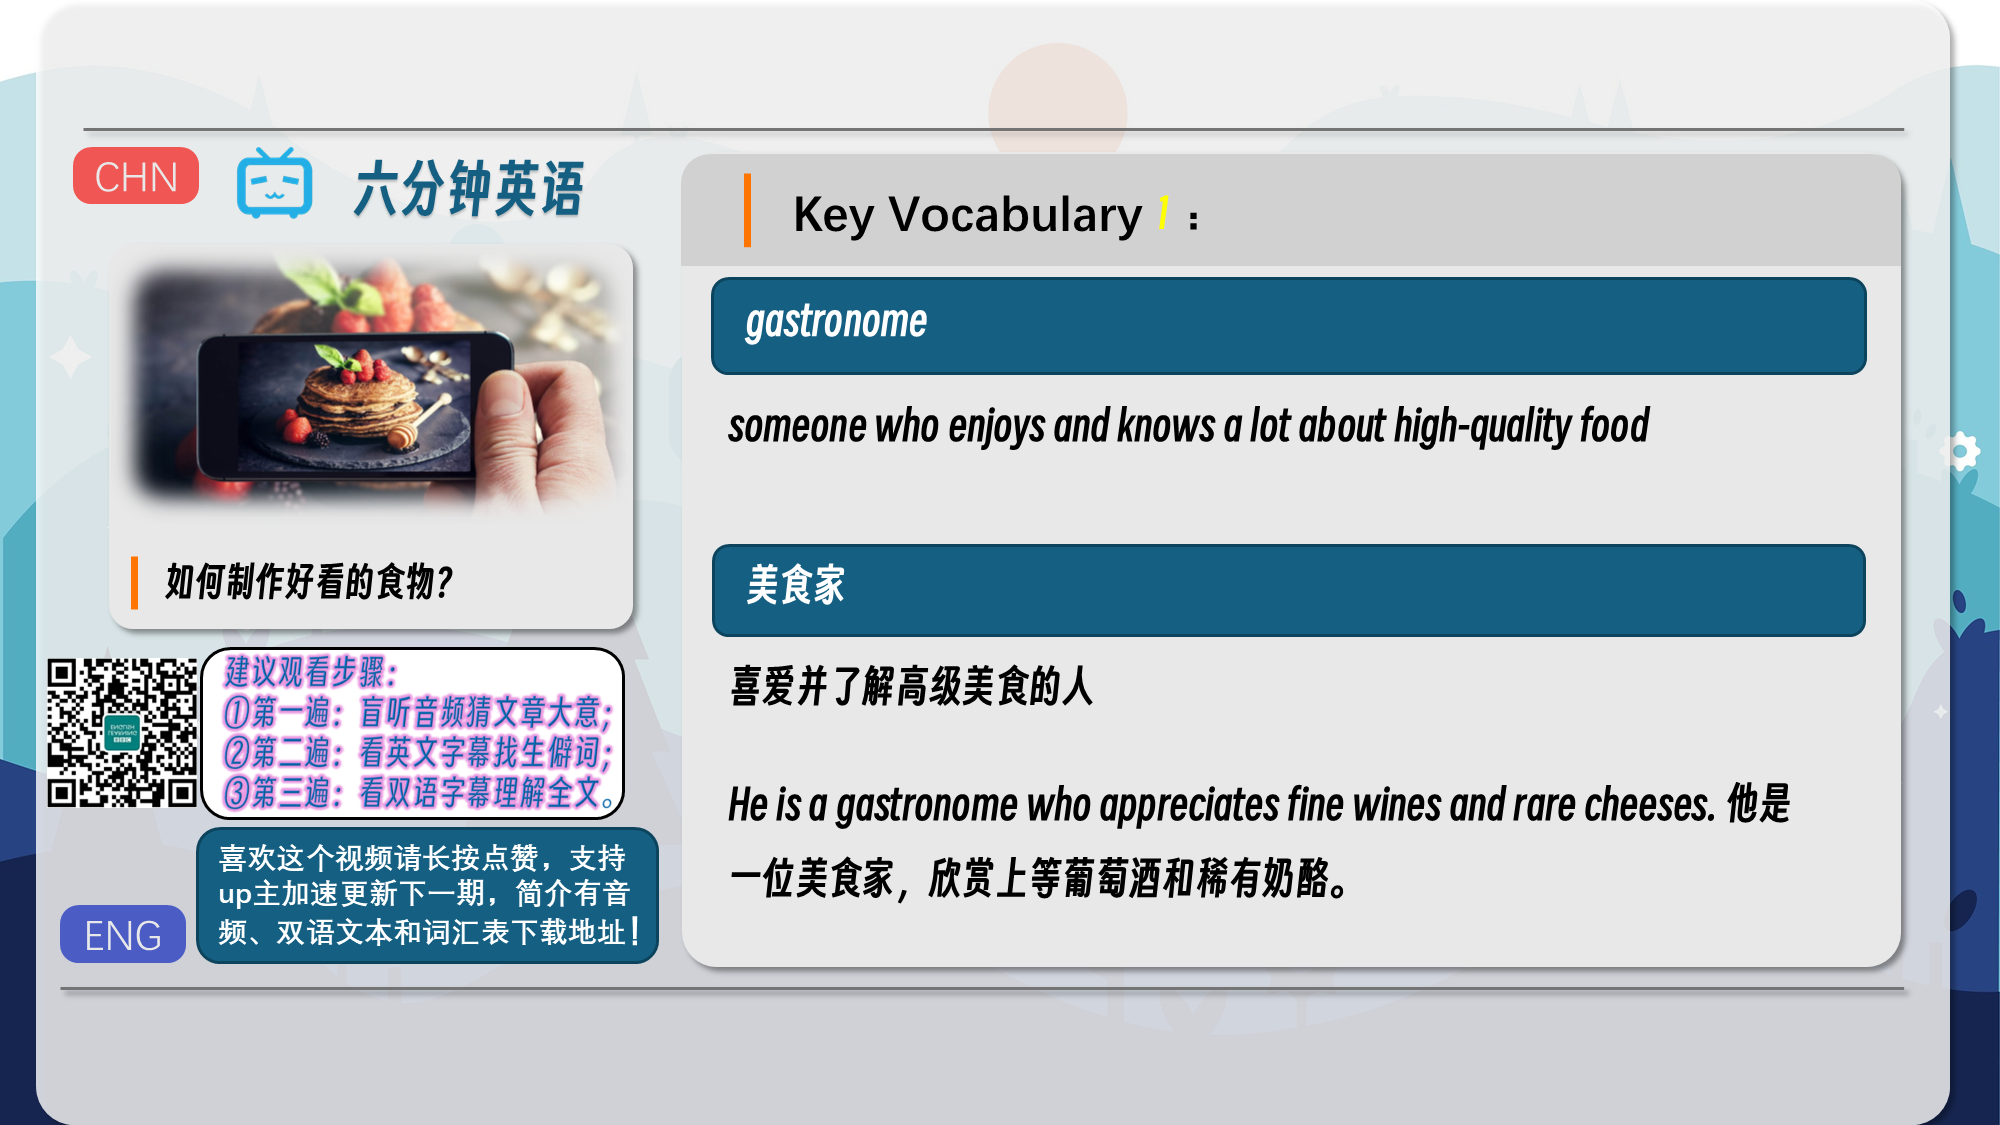 CHN
六分钟英语
如何制作好看的食物?
建议观看步骤：
①第一遍：盲听音频猜文章大意；
②第二遍：看英文字幕找生僻词；
③第三遍：看双语字幕理解全文。
喜欢这个视频请长按点赞，支持
up主加速更新下一期，简介有音
频、双语文本和词汇表下载地址！
ENG
Key Vocabulary 1：
gastronome
someone who enjoys and knows a lot about high-quality food
美食家
喜爱并了解高级美食的人
He is a gastronome who appreciates fine wines and rare cheeses. 他是
一位美食家，欣赏上等葡萄酒和稀有奶酪。